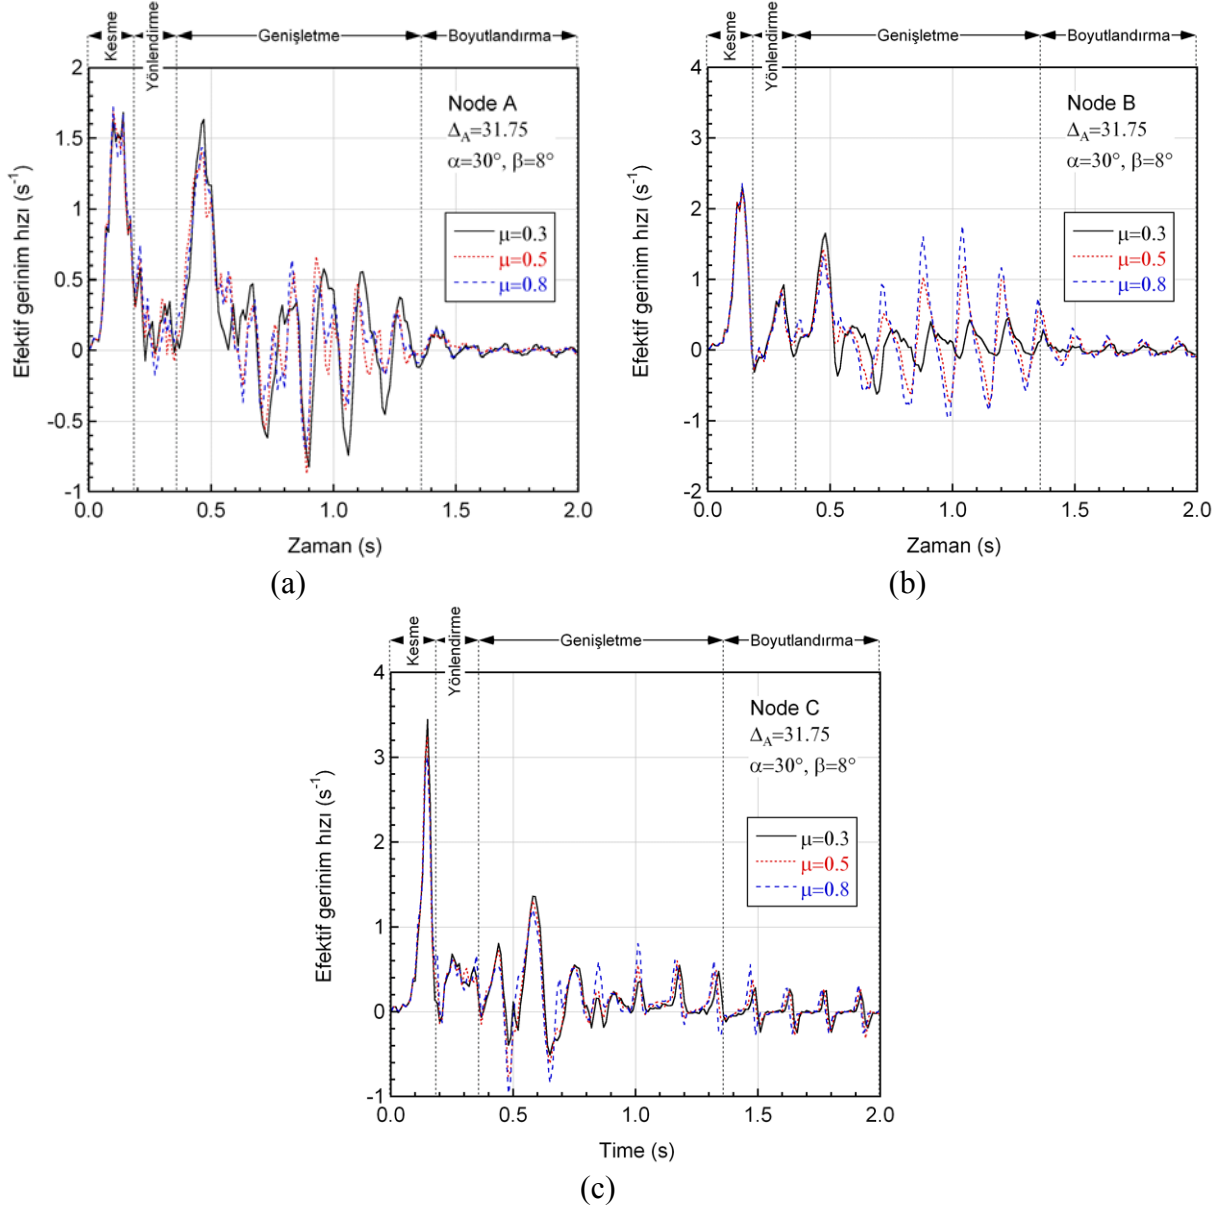 Kesme
Yönlendirme
Genişletme
Boyutlandırma
2
1.5
1
0.5
0
-0.5
-1
Efektif gerinim hızı (s⁻¹)
Node A
Δ_A=31.75
α=30°, β=8°
μ=0.3
μ=0.5
μ=0.8
0.0 0.5 1.0 1.5 2.0
Zaman (s)
(a)
Kesme
Yönlendirme
Genişletme
Boyutlandırma
4
3
2
1
0
-1
-2
Efektif gerinim hızı (s⁻¹)
Node B
Δ_A=31.75
α=30°, β=8°
μ=0.3
μ=0.5
μ=0.8
0.0 0.5 1.0 1.5 2.0
Zaman (s)
(b)
Kesme
Yönlendirme
Genişletme
Boyutlandırma
4
3
2
1
0
-1
Efektif gerinim hızı (s⁻¹)
Node C
Δ_A=31.75
α=30°, β=8°
μ=0.3
μ=0.5
μ=0.8
0.0 0.5 1.0 1.5 2.0
Time (s)
(c)